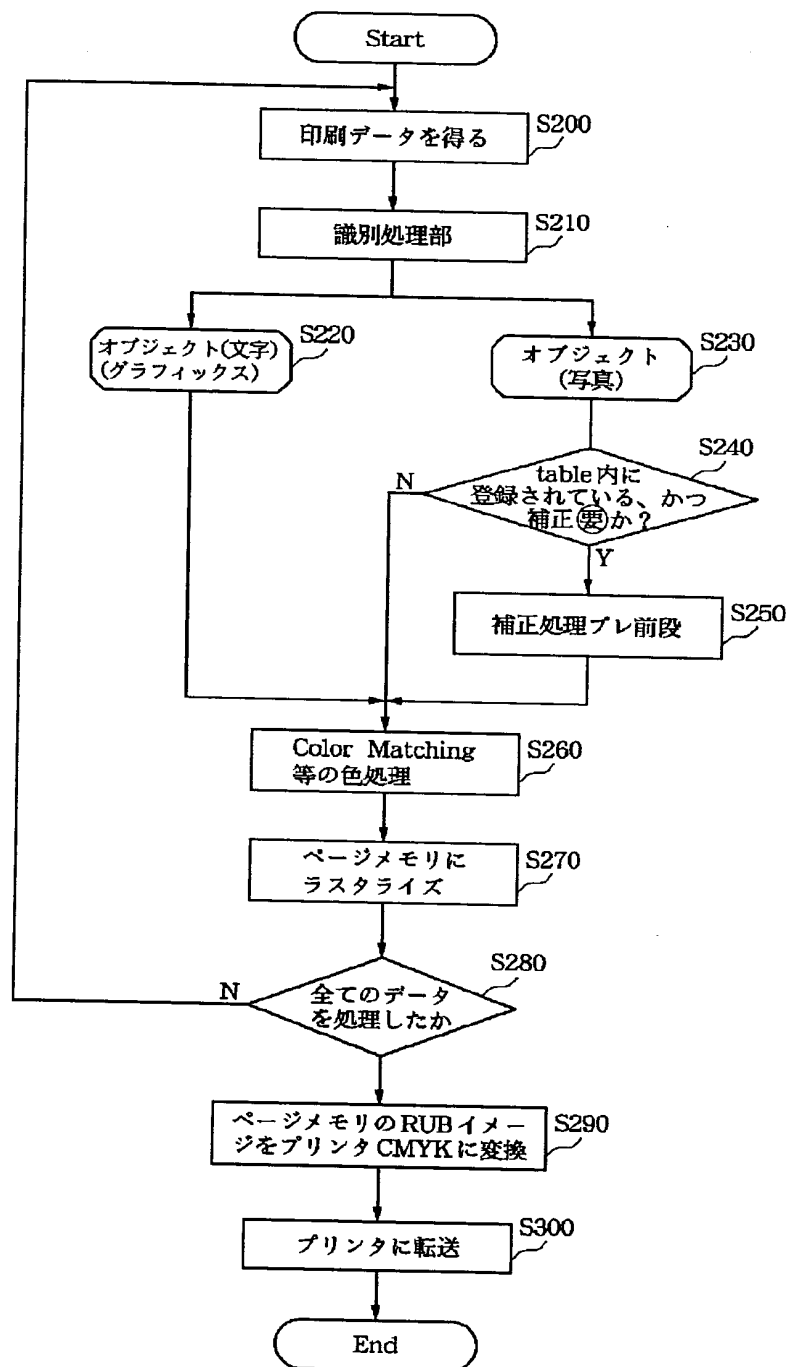 Start
印刷データを得る
S200
識別処理部
S210
オブジェクト(文字)
(グラフィックス)
S220
オブジェクト
(写真)
S230
table内に
登録されている、かつ
補正要か?
S240
N
Y
補正処理プレ前段
S250
Color Matching
等の色処理
S260
ページメモリに
ラスタライズ
S270
全てのデータ
を処理したか
S280
N
ページメモリのRUBイメー
ジをプリンタCMYKに変換
S290
プリンタに転送
S300
End